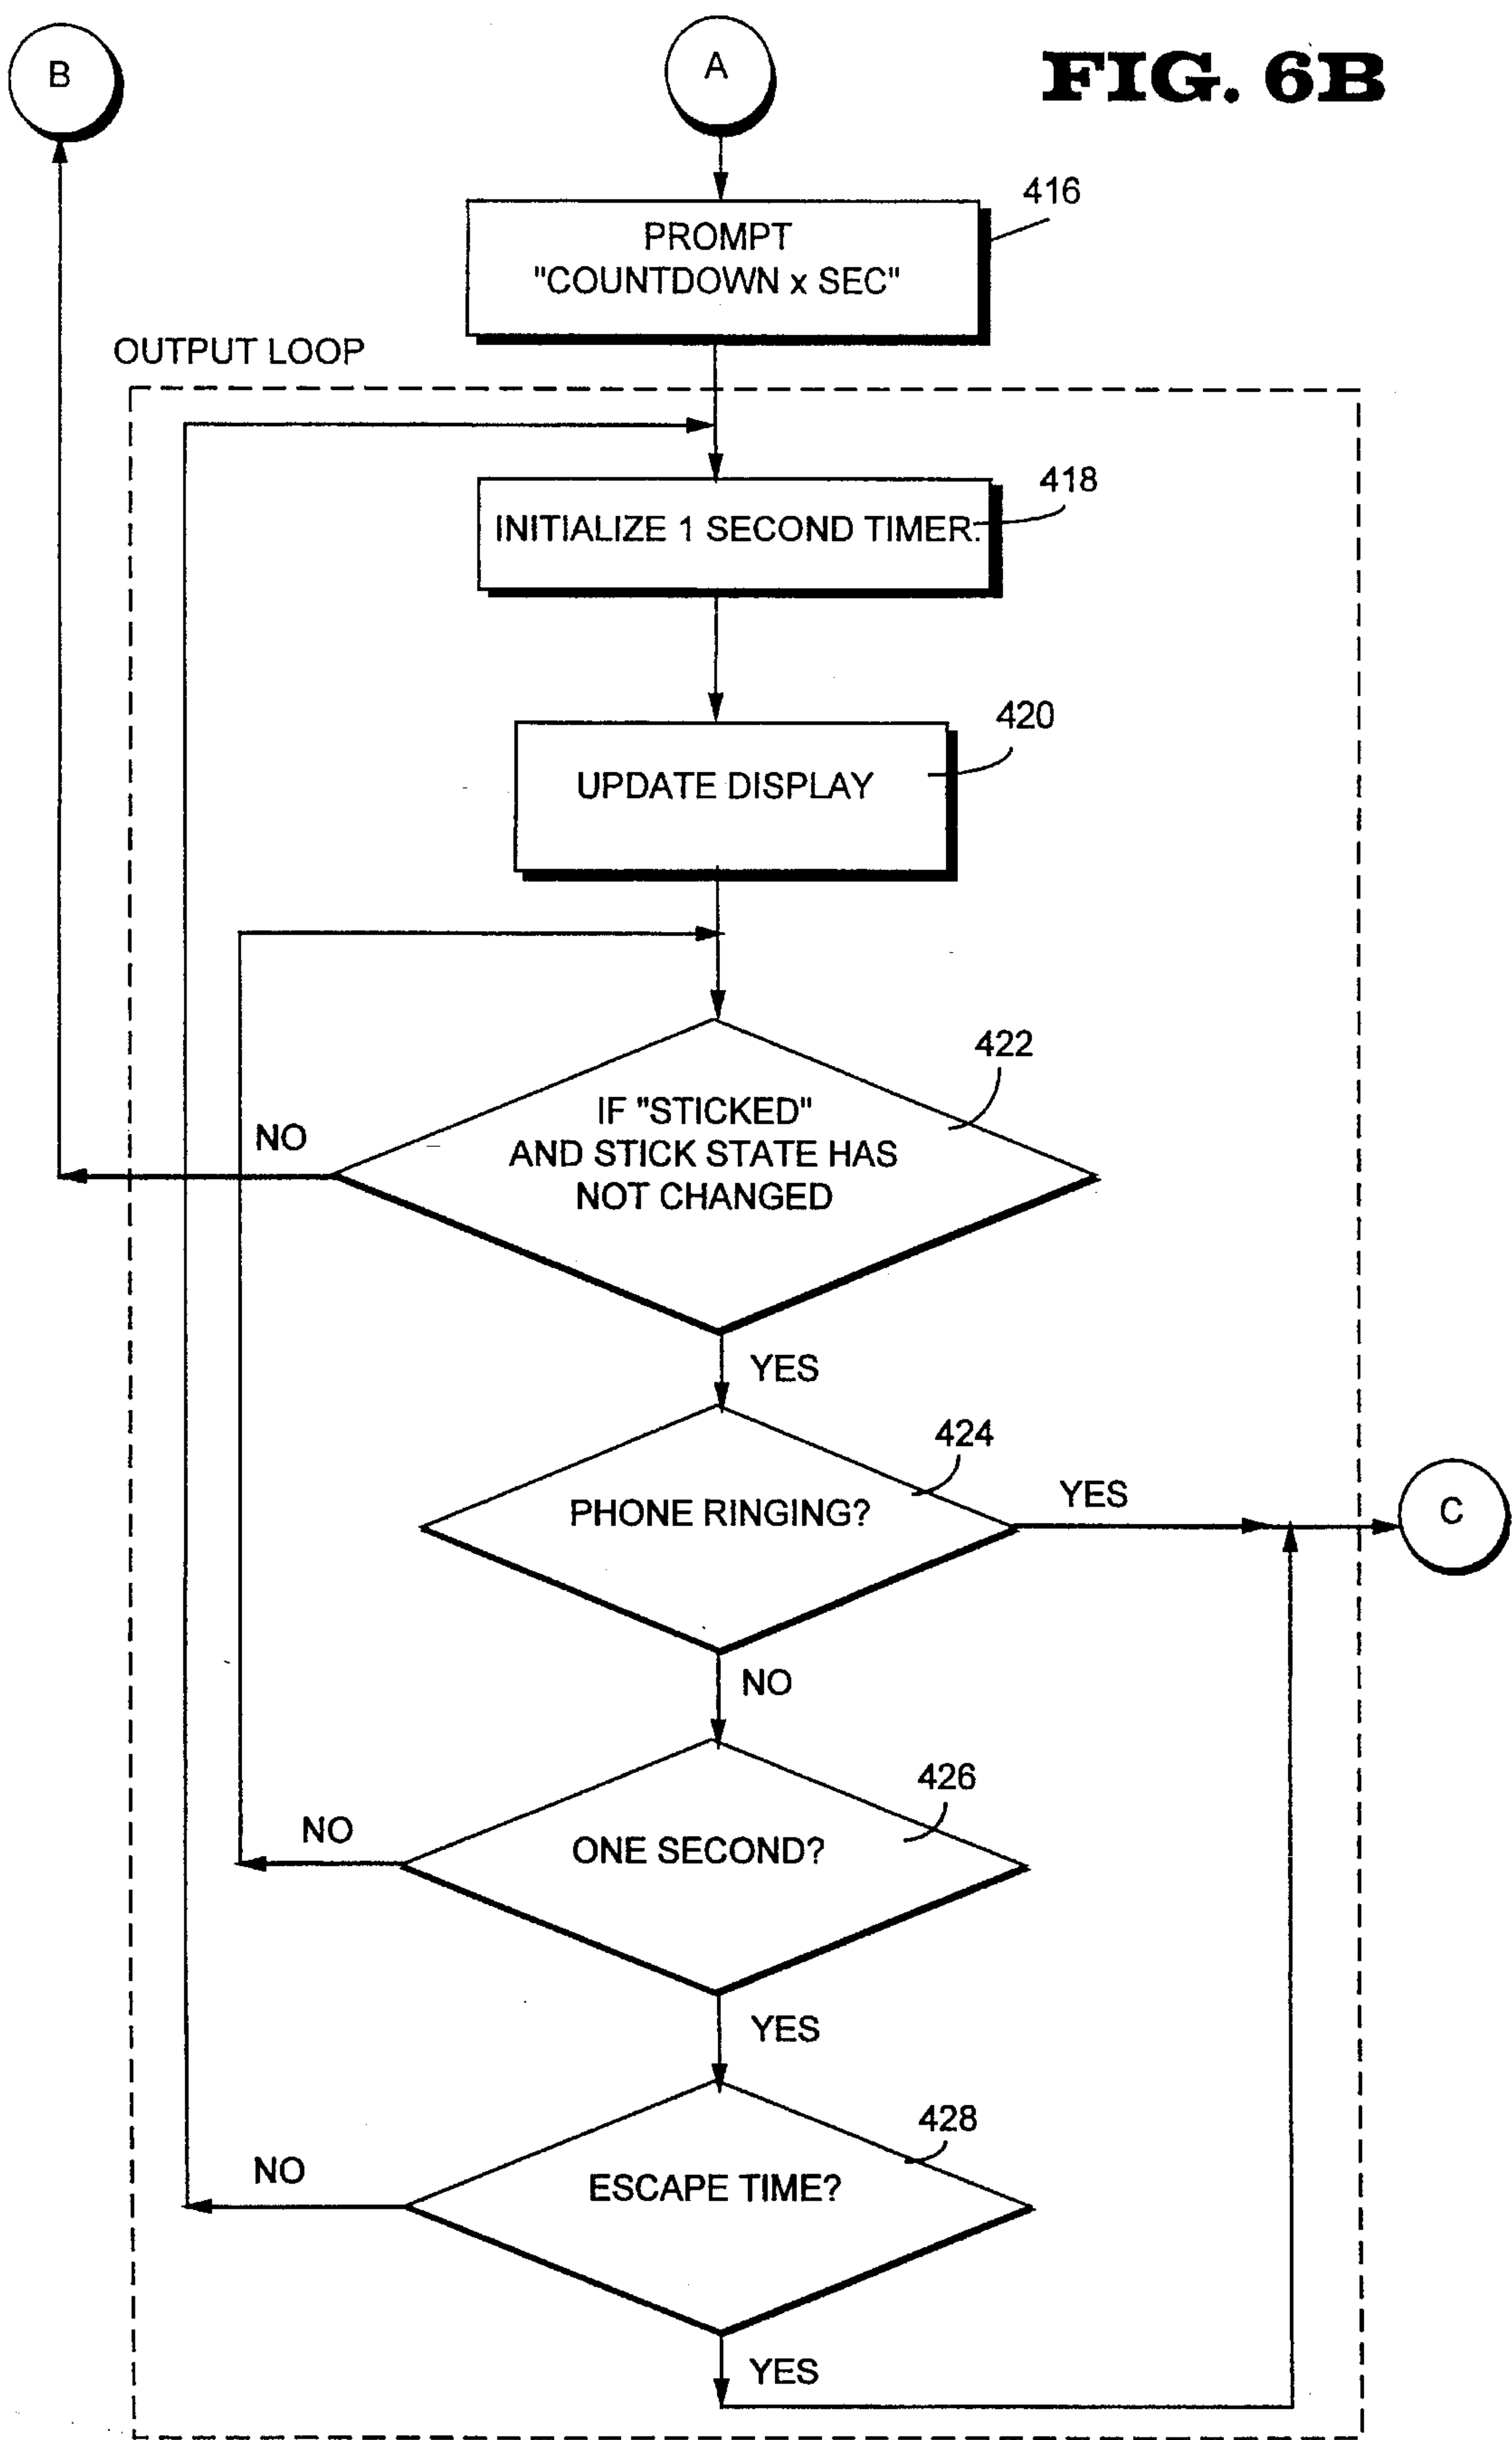 B
A
FIG. 6B
416
PROMPT
"COUNTDOWN x SEC"
OUTPUT LOOP
418
INITIALIZE 1 SECOND TIMER.
420
UPDATE DISPLAY
422
IF "STICKED"
AND STICK STATE HAS
NOT CHANGED
NO
YES
424
PHONE RINGING?
YES
C
NO
426
ONE SECOND?
NO
YES
428
ESCAPE TIME?
NO
YES